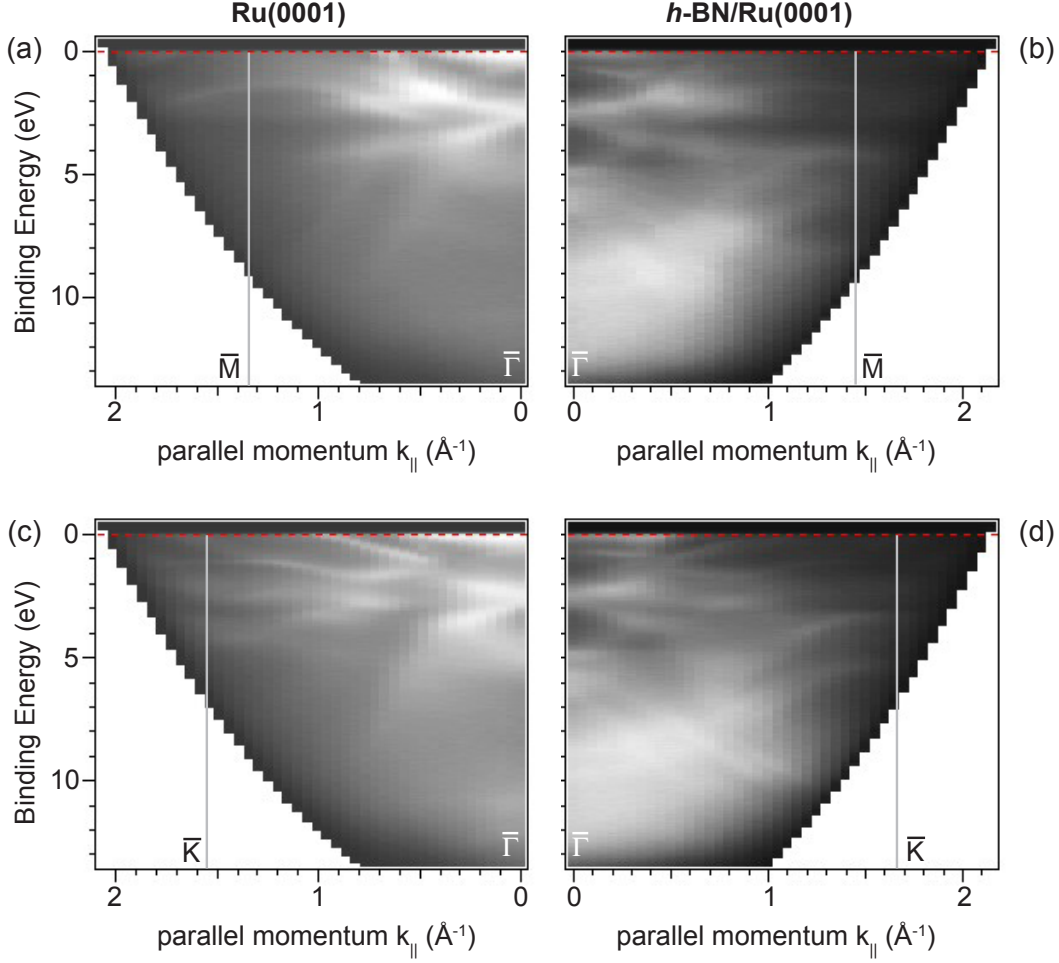 Ru(0001)
h-BN/Ru(0001)
(a)
(b)
0
5
10
Binding Energy (eV)
M̅
Γ̅
Γ̅
M̅
2
1
0
0
1
2
parallel momentum k|| (Å⁻¹)
parallel momentum k|| (Å⁻¹)
(c)
(d)
0
5
10
Binding Energy (eV)
K̅
Γ̅
Γ̅
K̅
2
1
0
0
1
2
parallel momentum k|| (Å⁻¹)
parallel momentum k|| (Å⁻¹)